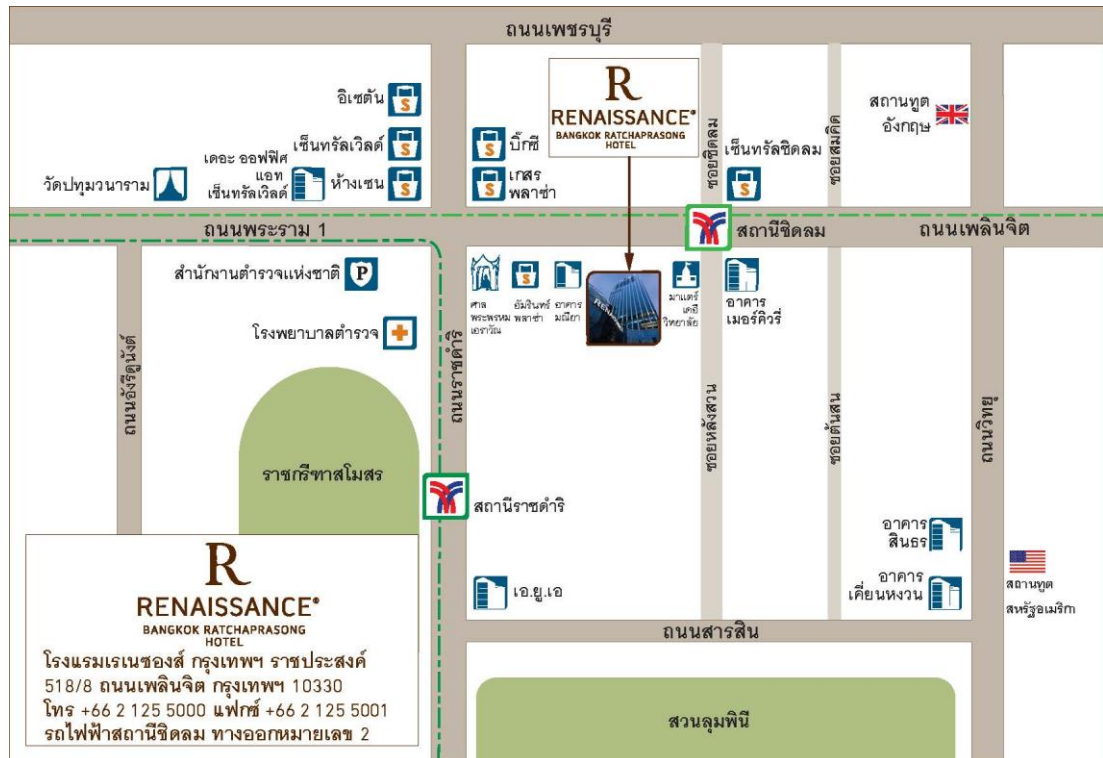 ถนนเพชรบุรี
R
RENAISSANCE®
BANGKOK RATCHAPRASONG
HOTEL
อิเซตัน
เซ็นทรัลเวิลด์
เดอะ ออฟฟิศ
แอท
เซ็นทรัลเวิลด์
ห้างเซน
วัดปทุมวนาราม
บิ๊กซี
เกสร
พลาซ่า
ซอยชิดลม
เซ็นทรัลชิดลม
ซอยสมคิด
สถานทูต
อังกฤษ
ถนนพระราม 1
สถานีชิดลม
ถนนเพลินจิต
สำนักงานตำรวจแห่งชาติ
P
โรงพยาบาลตำรวจ
ศาล
พระพรหม
เอราวัณ
อัมรินทร์
พลาซ่า
อาคาร
มณียา
มาแตร์
เดอี
วิทยาลัย
อาคาร
เมอร์คิวรี่
ถนนอังรีดูนังต์
ถนนราชดำริ
ซอยหลังสวน
ซอยต้นสน
ถนนวิทยุ
ราชกรีฑาสโมสร
สถานีราชดำริ
อาคาร
สินธร
อาคาร
เคี่ยนหงวน
สถานทูต
สหรัฐอเมริกา
เอ.ยู.เอ
ถนนสารสิน
สวนลุมพินี
R
RENAISSANCE®
BANGKOK RATCHAPRASONG
HOTEL
โรงแรมเรเนซองส์ กรุงเทพฯ ราชประสงค์
518/8 ถนนเพลินจิต กรุงเทพฯ 10330
โทร +66 2 125 5000 แฟกซ์ +66 2 125 5001
รถไฟฟ้าสถานีชิดลม ทางออกหมายเลข 2